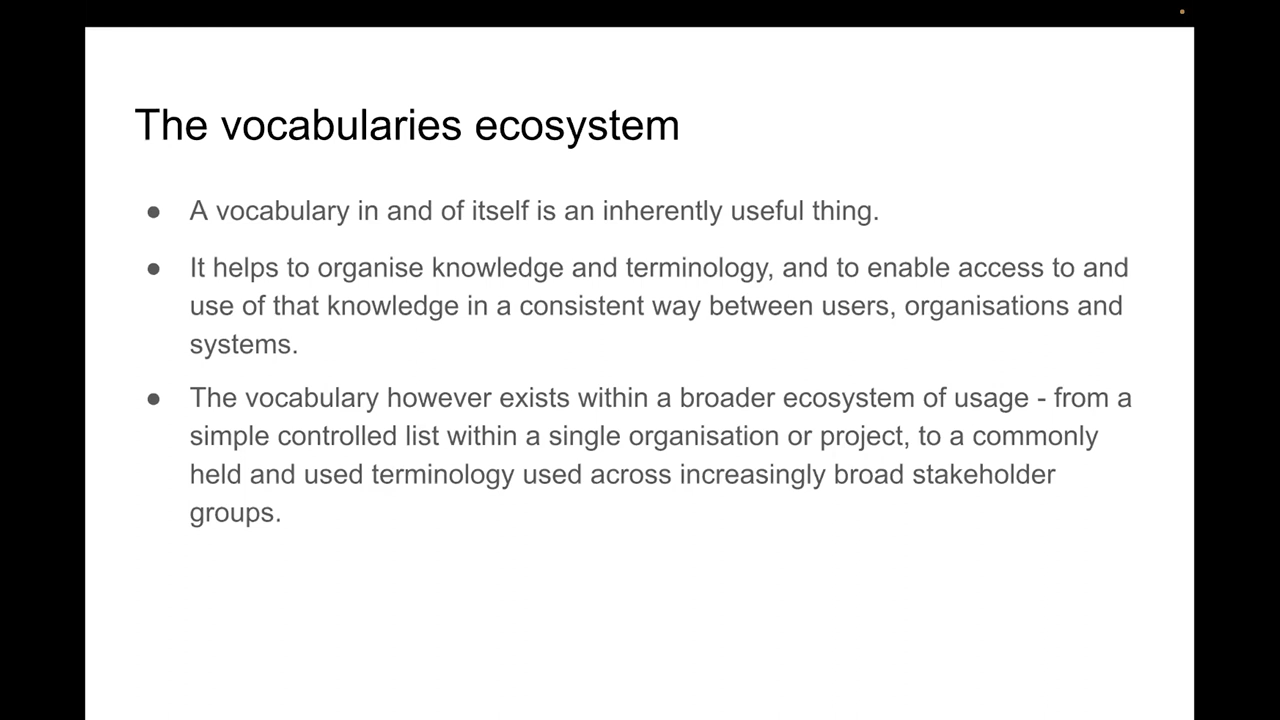 The vocabularies ecosystem
● A vocabulary in and of itself is an inherently useful thing.
● It helps to organise knowledge and terminology, and to enable access to and
use of that knowledge in a consistent way between users, organisations and
systems.
● The vocabulary however exists within a broader ecosystem of usage - from a
simple controlled list within a single organisation or project, to a commonly
held and used terminology used across increasingly broad stakeholder
groups.